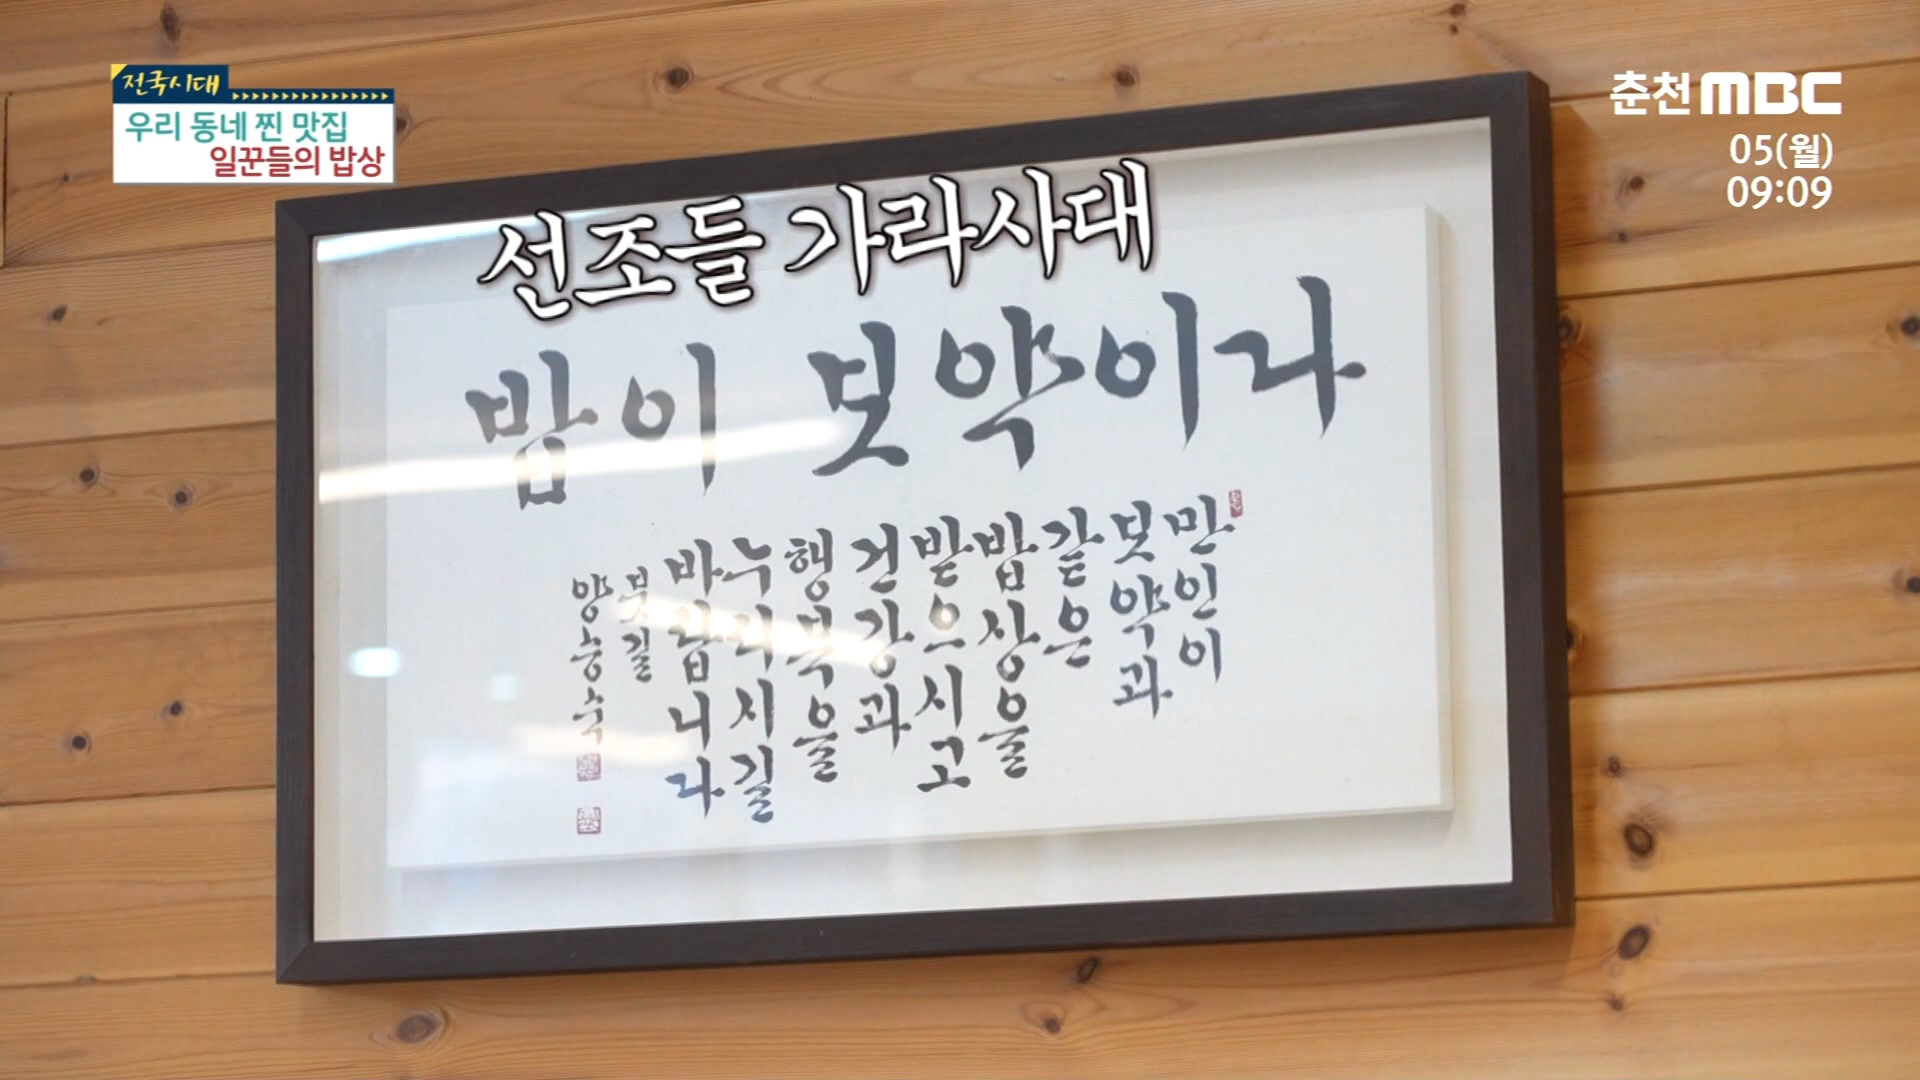 전국시대
우리 동네 찐 맛집
일꾼들의 밥상
춘천MBC
05(월)
09:09
선조들 가라사대
밥이 보약이라
만인이
보약과
같은
밥상을
받으시고
건강과
행복을
누리시길
바랍니다
붓길
양승수